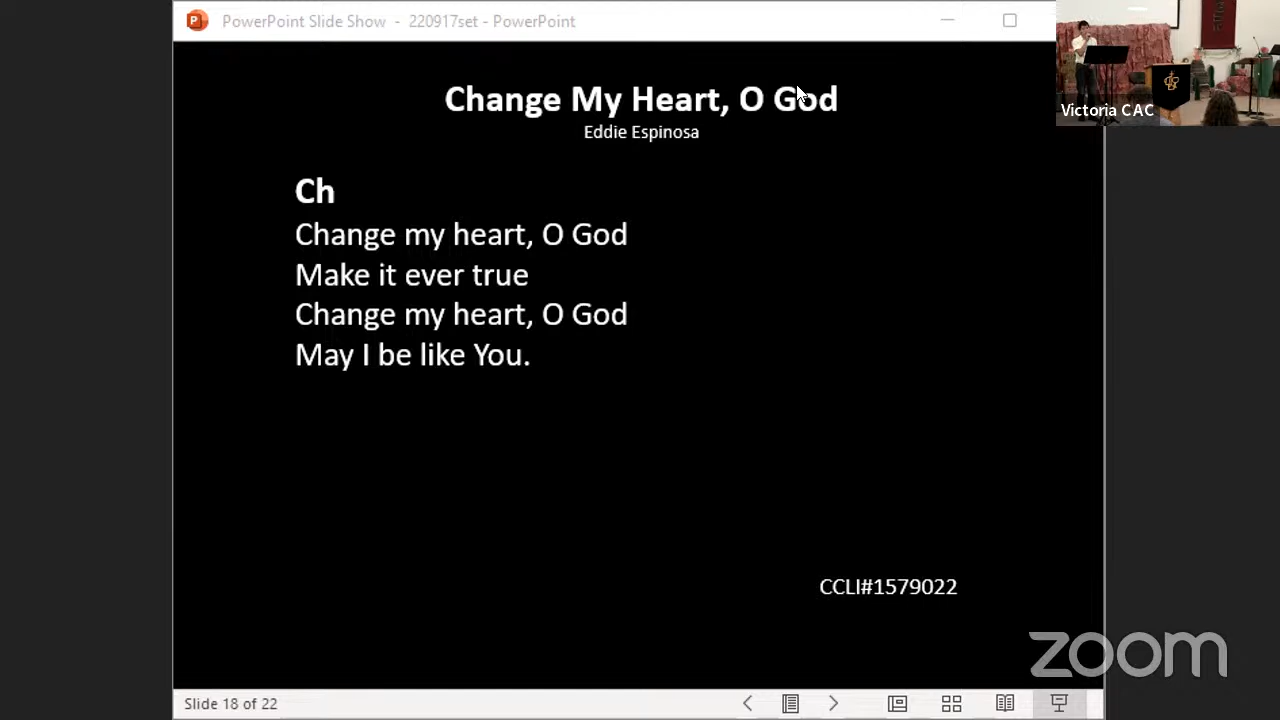 PowerPoint Slide Show - 220917set - PowerPoint
Victoria CAC
Change My Heart, O God
Eddie Espinosa
Ch
Change my heart, O God
Make it ever true
Change my heart, O God
May I be like You.
CCLI#1579022
zoom
Slide 18 of 22